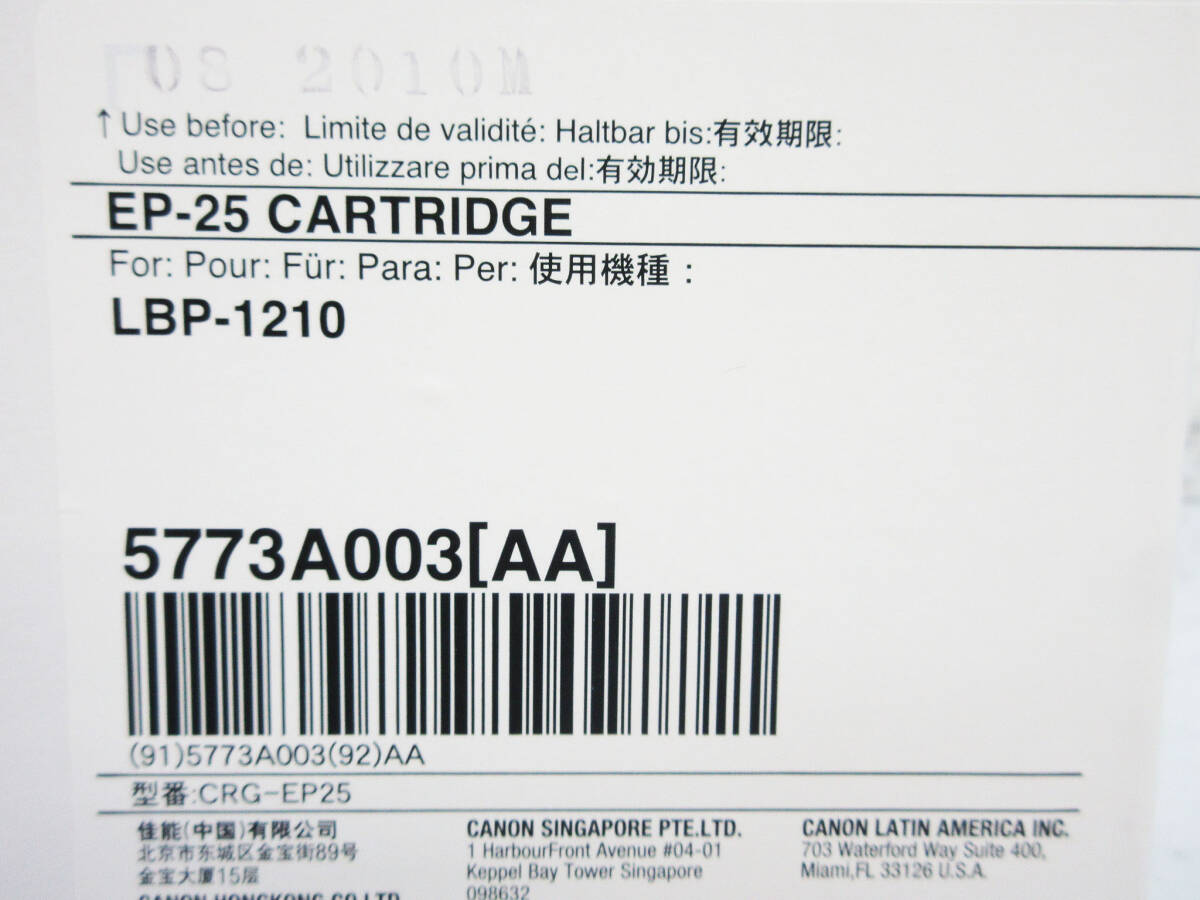 08 2010M
↑Use before: Limite de validité: Haltbar bis:有效期限:
Use antes de: Utilizzare prima del:有効期限:
EP-25 CARTRIDGE
For: Pour: Für: Para: Per: 使用機種 :
LBP-1210
5773A003[AA]
(91)5773A003(92)AA
型番:CRG-EP25
佳能(中国)有限公司
北京市东城区金宝街89号
金宝大厦15层
CANON HONGKONG CO.LTD.
CANON SINGAPORE PTE.LTD.
1 HarbourFront Avenue #04-01
Keppel Bay Tower Singapore
098632
CANON LATIN AMERICA INC.
703 Waterford Way Suite 400,
Miami,FL 33126 U.S.A.